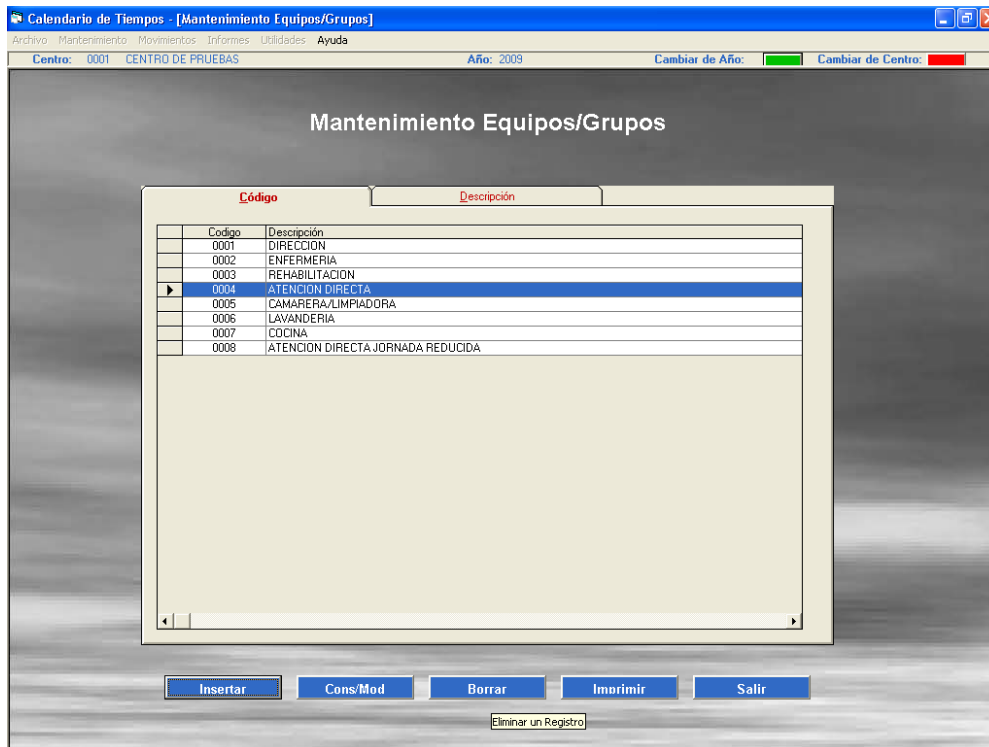 Calendario de Tiempos - [Mantenimiento Equipos/Grupos]
Archivo Mantenimiento Movimientos Informes Utilidades Ayuda
Centro: 0001 CENTRO DE PRUEBAS Año: 2009 Cambiar de Año: Cambiar de Centro:
Mantenimiento Equipos/Grupos
Código Descripción
Codigo Descripción
0001 DIRECCION
0002 ENFERMERIA
0003 REHABILITACION
0004 ATENCION DIRECTA
0005 CAMARERA/LIMPIADORA
0006 LAVANDERIA
0007 COCINA
0008 ATENCION DIRECTA JORNADA REDUCIDA
Insertar Cons/Mod Borrar Imprimir Salir
Eliminar un Registro